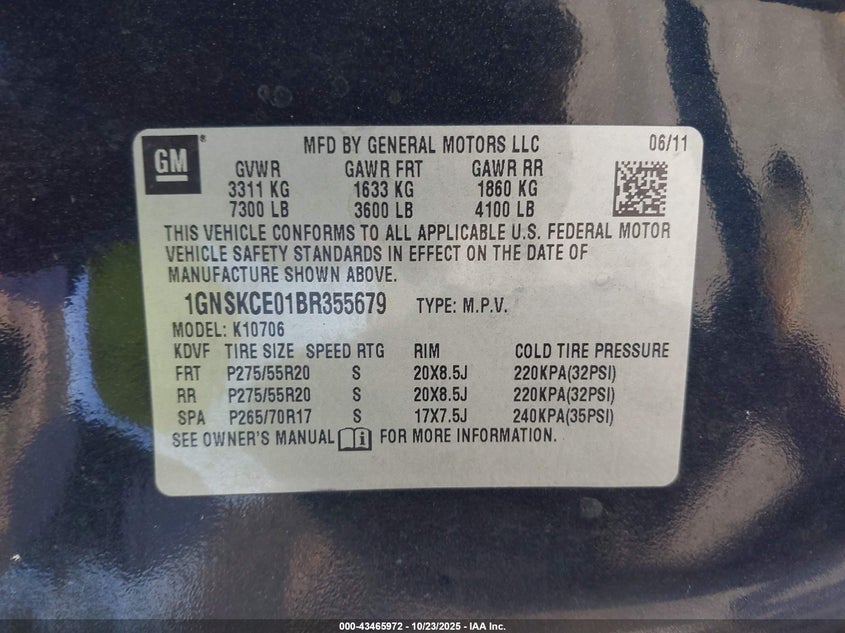 GM® MFD BY GENERAL MOTORS LLC 06/11
GVWR GAWR FRT GAWR RR
3311 KG 1633 KG 1860 KG
7300 LB 3600 LB 4100 LB
THIS VEHICLE CONFORMS TO ALL APPLICABLE U.S. FEDERAL MOTOR
VEHICLE SAFETY STANDARDS IN EFFECT ON THE DATE OF
MANUFACTURE SHOWN ABOVE.
1GNSKCE01BR355679 TYPE: M.P.V.
MODEL: K10706
KDVF TIRE SIZE SPEED RTG RIM COLD TIRE PRESSURE
FRT P275/55R20 S 20X8.5J 220KPA(32PSI)
RR P275/55R20 S 20X8.5J 220KPA(32PSI)
SPA P265/70R17 S 17X7.5J 240KPA(35PSI)
SEE OWNER'S MANUAL i FOR MORE INFORMATION.
000-43465972 | 10/23/2025 - IAA Inc.